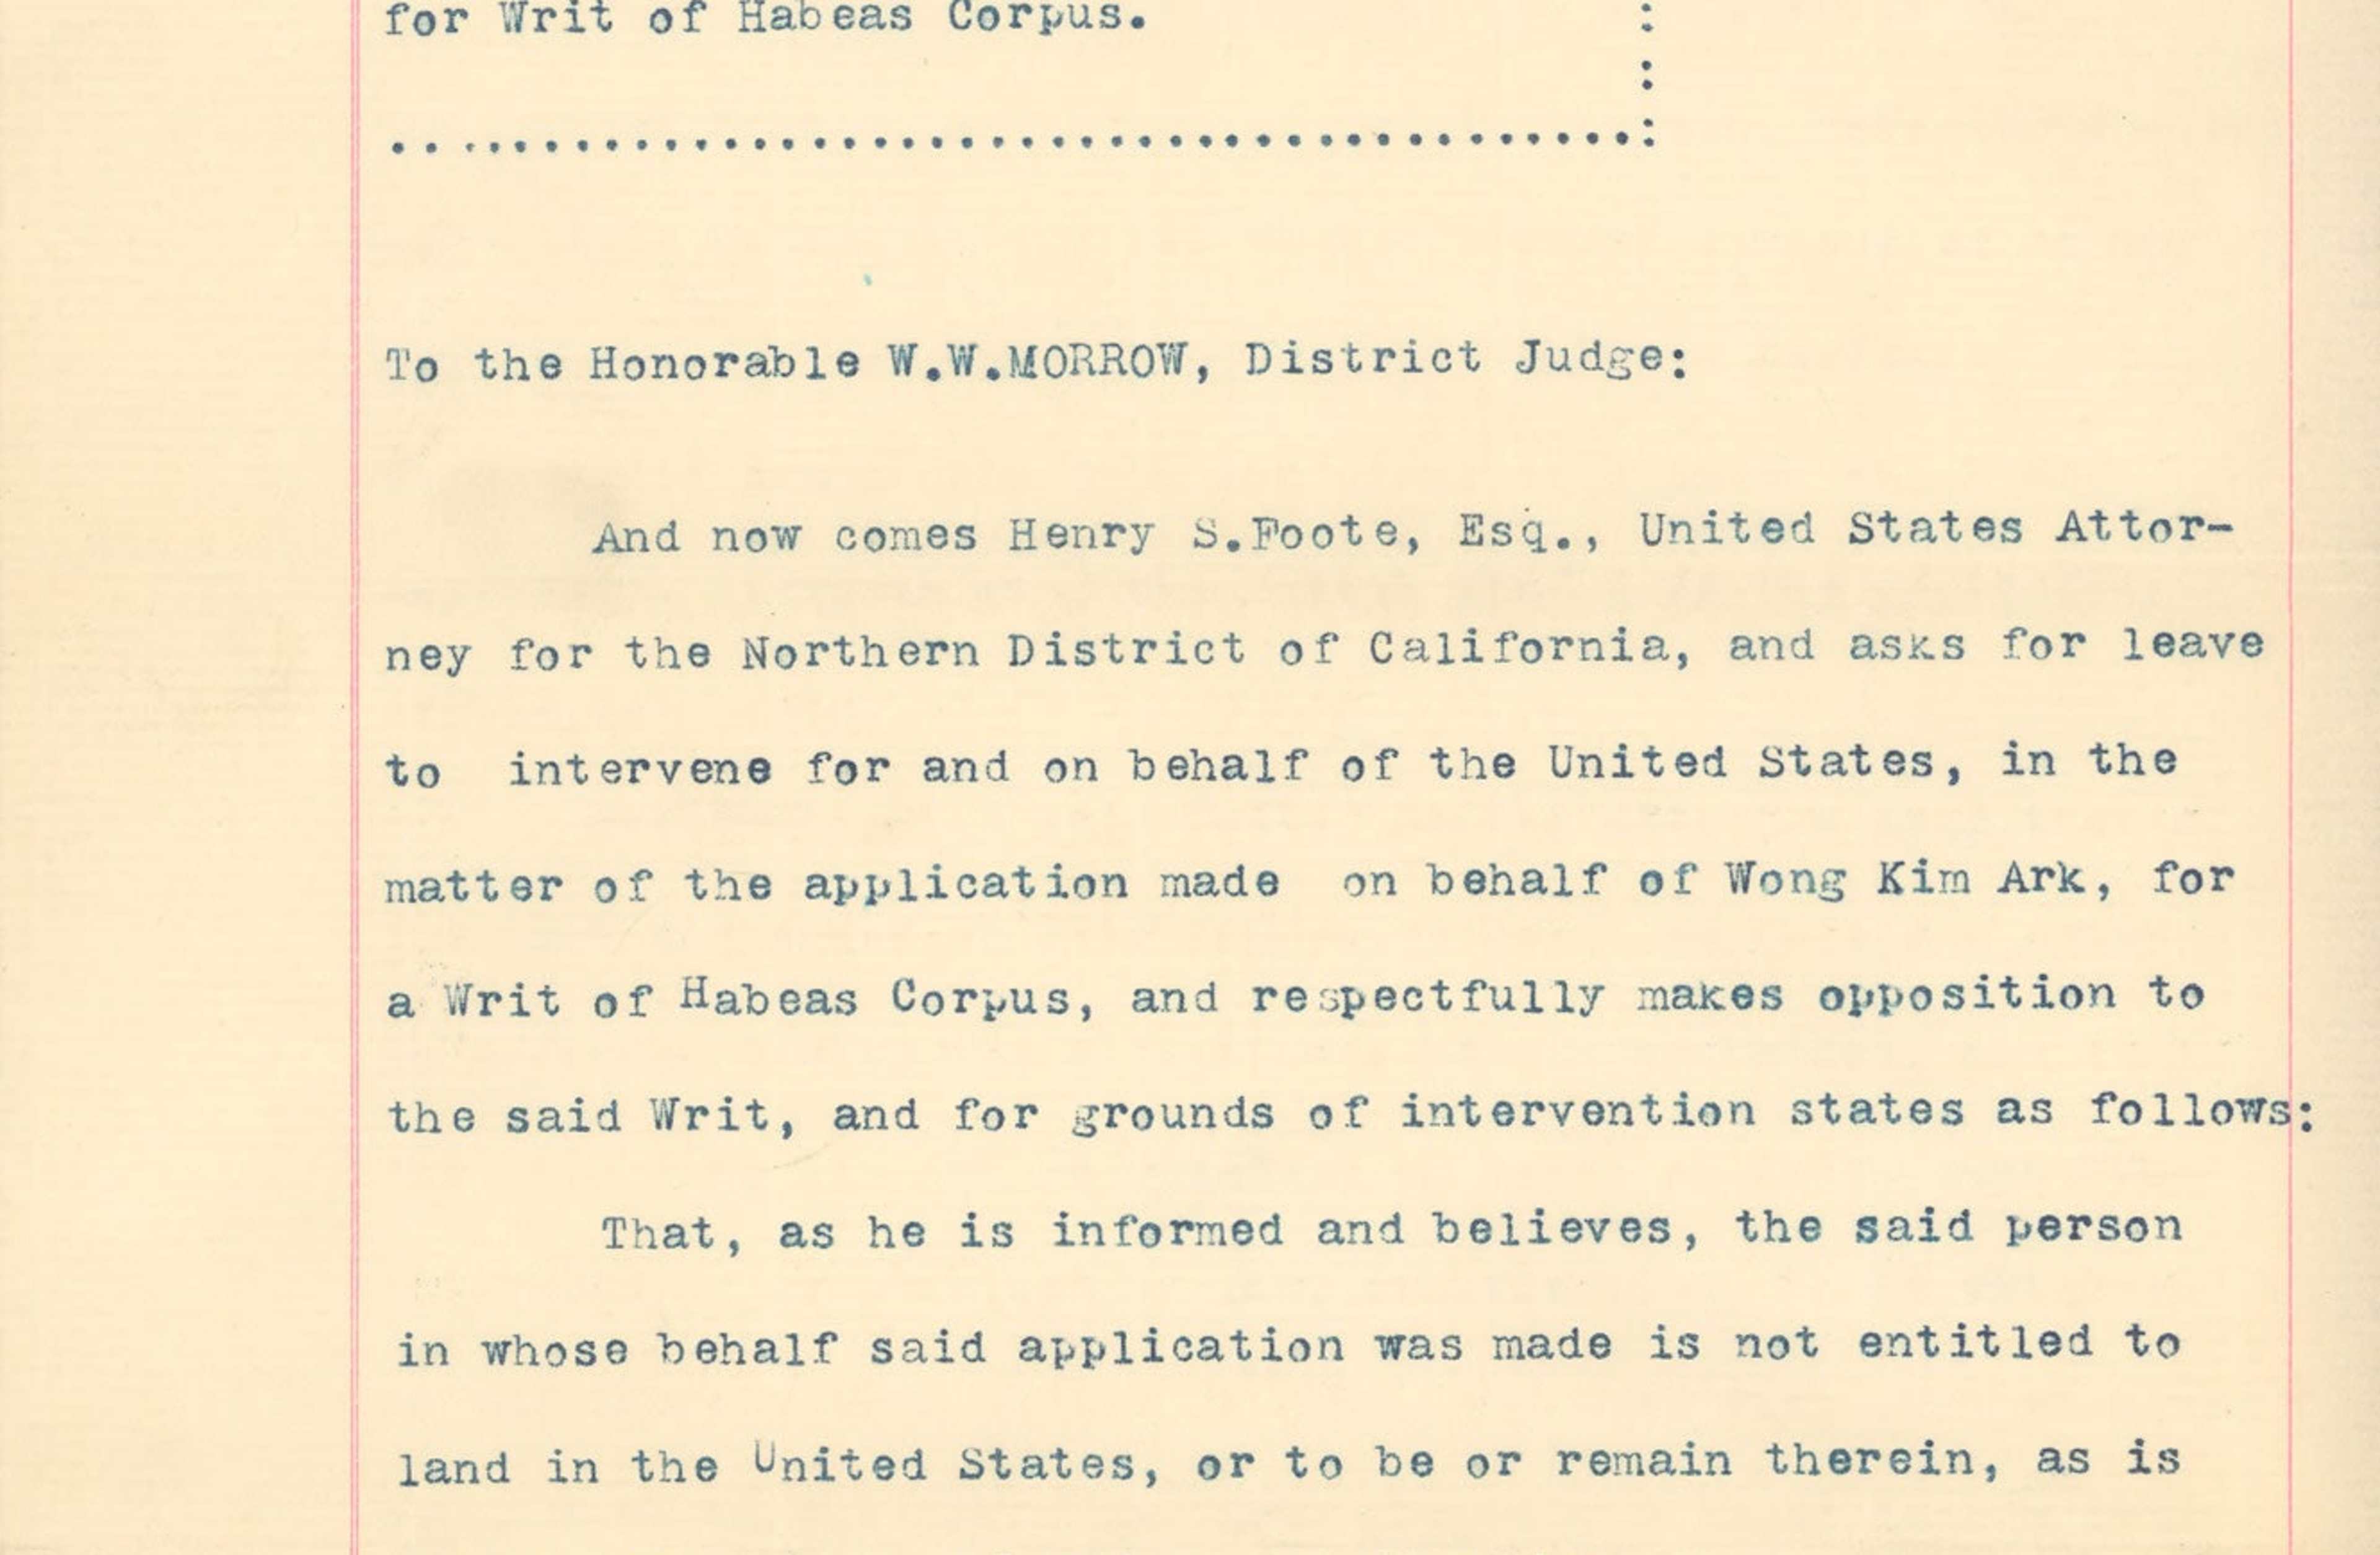 for Writ of Habeas Corpus. :
:
..........................................:
To the Honorable W.W.MORROW, District Judge:
And now comes Henry S.Foote, Esq., United States Attor-
ney for the Northern District of California, and asks for leave
to intervene for and on behalf of the United States, in the
matter of the application made on behalf of Wong Kim Ark, for
a Writ of Habeas Corpus, and respectfully makes opposition to
the said Writ, and for grounds of intervention states as follows:
That, as he is informed and believes, the said person
in whose behalf said application was made is not entitled to
land in the United States, or to be or remain therein, as is